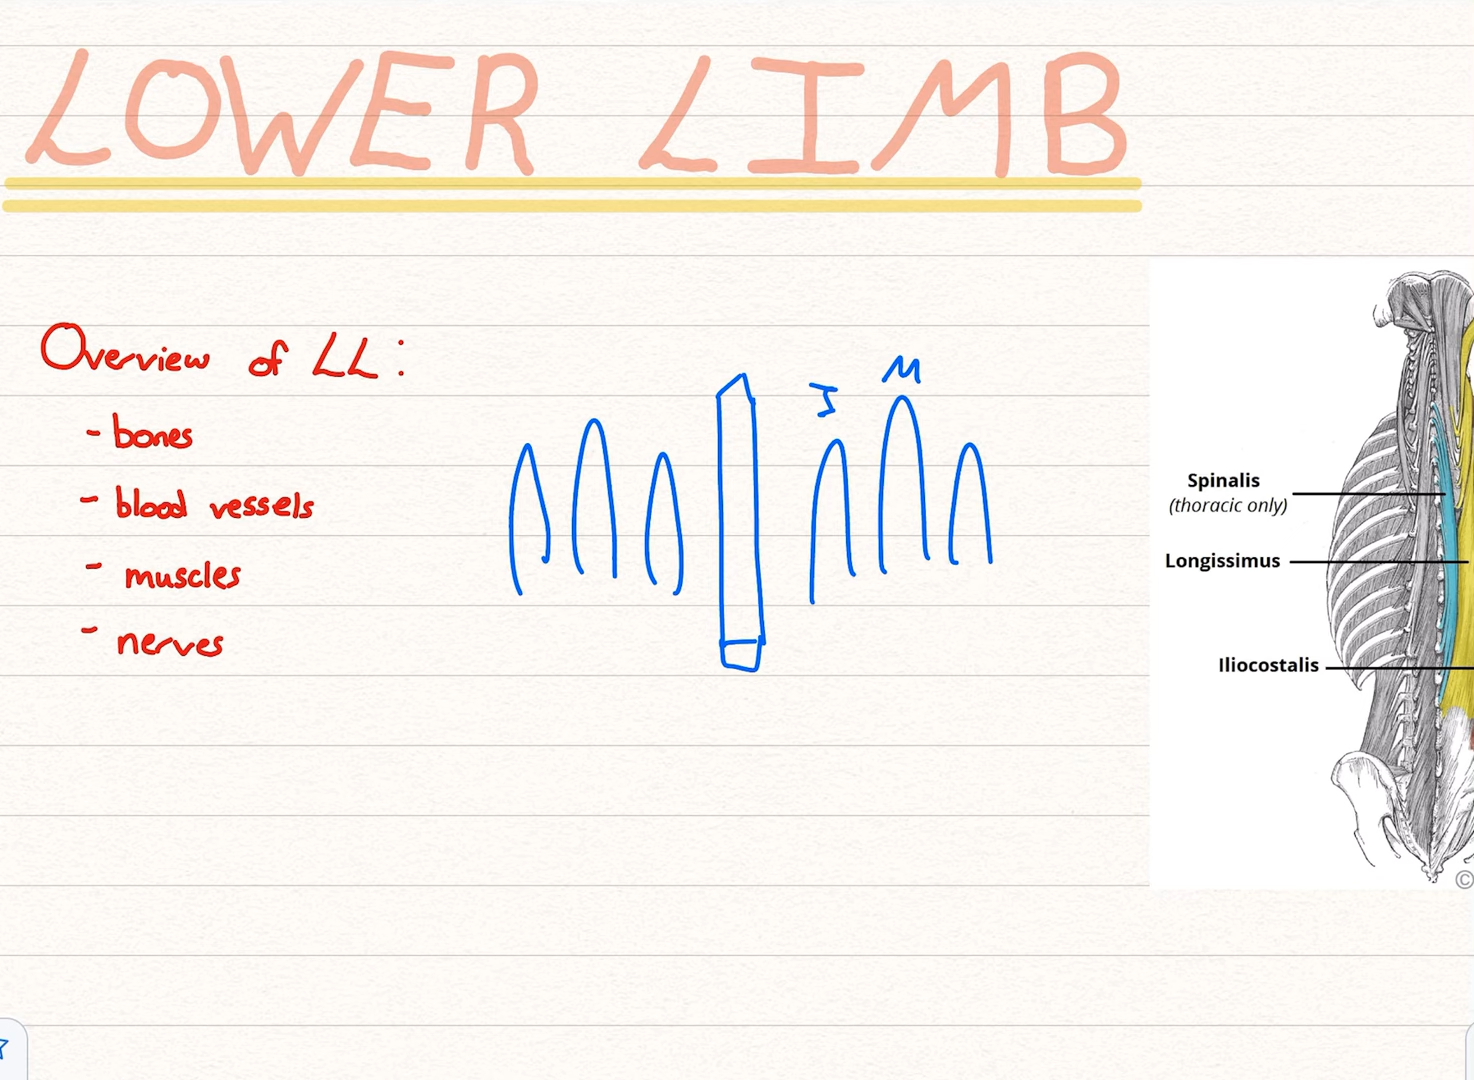 LOWER LIMB
Overview of LL:
- bones
- blood vessels
- muscles
- nerves
I
M
Spinalis
(thoracic only)
Longissimus
Iliocostalis
©